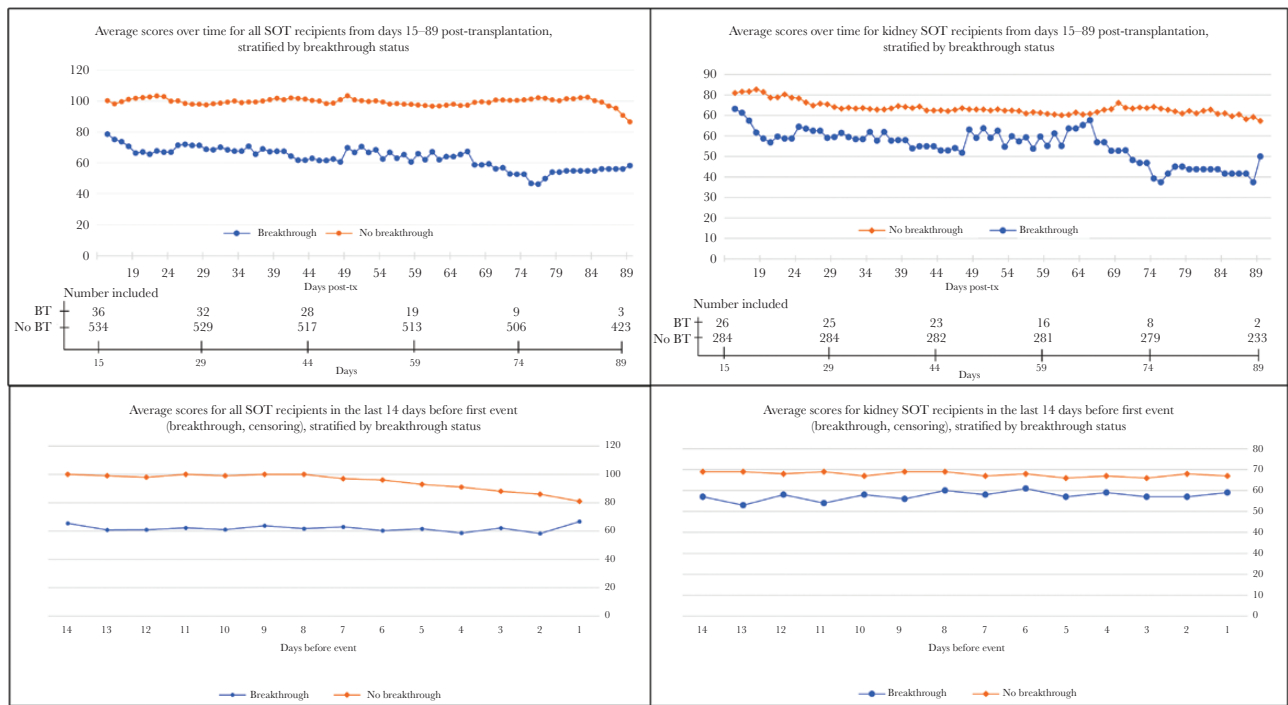 Average scores over time for all SOT recipients from days 15–89 post-transplantation,
stratified by breakthrough status
120
100
80
60
40
20
0
Breakthrough No breakthrough
19 24 29 34 39 44 49 54 59 64 69 74 79 84 89
Days post-tx
Number included
BT 36 32 28 19 9 3
No BT 534 529 517 513 506 423
15 29 44 59 74 89
Days
Average scores over time for kidney SOT recipients from days 15–89 post-transplantation,
stratified by breakthrough status
90
80
70
60
50
40
30
20
10
0
No breakthrough Breakthrough
19 24 29 34 39 44 49 54 59 64 69 74 79 84 89
Days post-tx
Number included
BT 26 25 23 16 8 2
No BT 284 284 282 281 279 233
15 29 44 59 74 89
Days
Average scores for all SOT recipients in the last 14 days before first event
(breakthrough, censoring), stratified by breakthrough status
120
100
80
60
40
20
0
14 13 12 11 10 9 8 7 6 5 4 3 2 1
Days before event
Breakthrough No breakthrough
Average scores for kidney SOT recipients in the last 14 days before first event
(breakthrough, censoring), stratified by breakthrough status
80
70
60
50
40
30
20
10
0
14 13 12 11 10 9 8 7 6 5 4 3 2 1
Days before event
Breakthrough No breakthrough